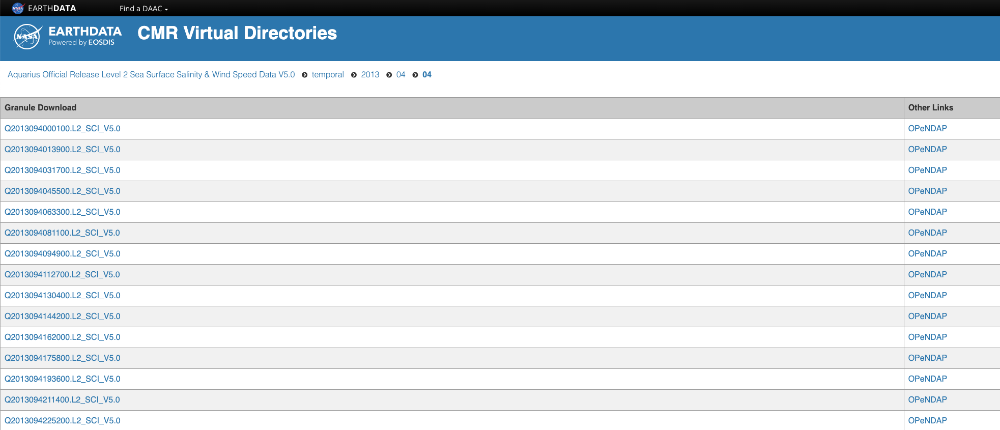 NASA EARTHDATA Find a DAAC
NASA EARTHDATA CMR Virtual Directories
Powered by EOSDIS
Aquarius Official Release Level 2 Sea Surface Salinity & Wind Speed Data V5.0 temporal 2013 04 04
Granule Download Other Links
Q2013094000100.L2_SCI_V5.0 OPeNDAP
Q2013094013900.L2_SCI_V5.0 OPeNDAP
Q2013094031700.L2_SCI_V5.0 OPeNDAP
Q2013094045500.L2_SCI_V5.0 OPeNDAP
Q2013094063300.L2_SCI_V5.0 OPeNDAP
Q2013094081100.L2_SCI_V5.0 OPeNDAP
Q2013094094900.L2_SCI_V5.0 OPeNDAP
Q2013094112700.L2_SCI_V5.0 OPeNDAP
Q2013094130400.L2_SCI_V5.0 OPeNDAP
Q2013094144200.L2_SCI_V5.0 OPeNDAP
Q2013094162000.L2_SCI_V5.0 OPeNDAP
Q2013094175800.L2_SCI_V5.0 OPeNDAP
Q2013094193600.L2_SCI_V5.0 OPeNDAP
Q2013094211400.L2_SCI_V5.0 OPeNDAP
Q2013094225200.L2_SCI_V5.0 OPeNDAP